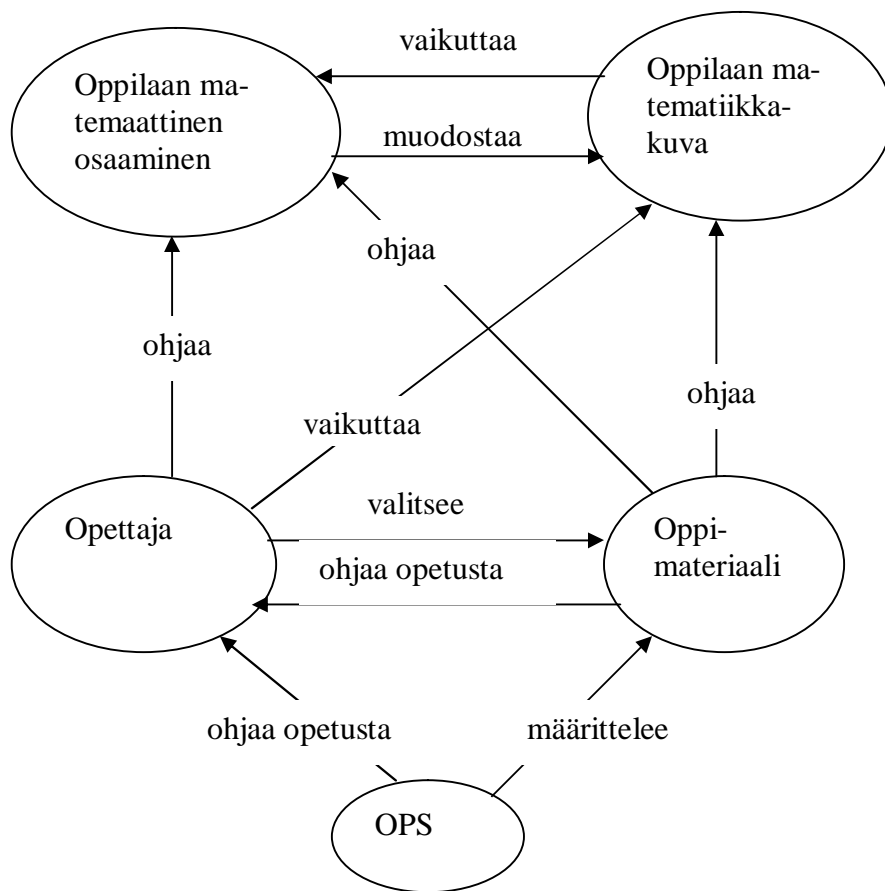 vaikuttaa
Oppilaan ma-
temaattinen
osaaminen
Oppilaan ma-
tematiikka-
kuva
muodostaa
ohjaa
ohjaa
ohjaa
vaikuttaa
Opettaja
valitsee
Oppi-
materiaali
ohjaa opetusta
ohjaa opetusta
määrittelee
OPS